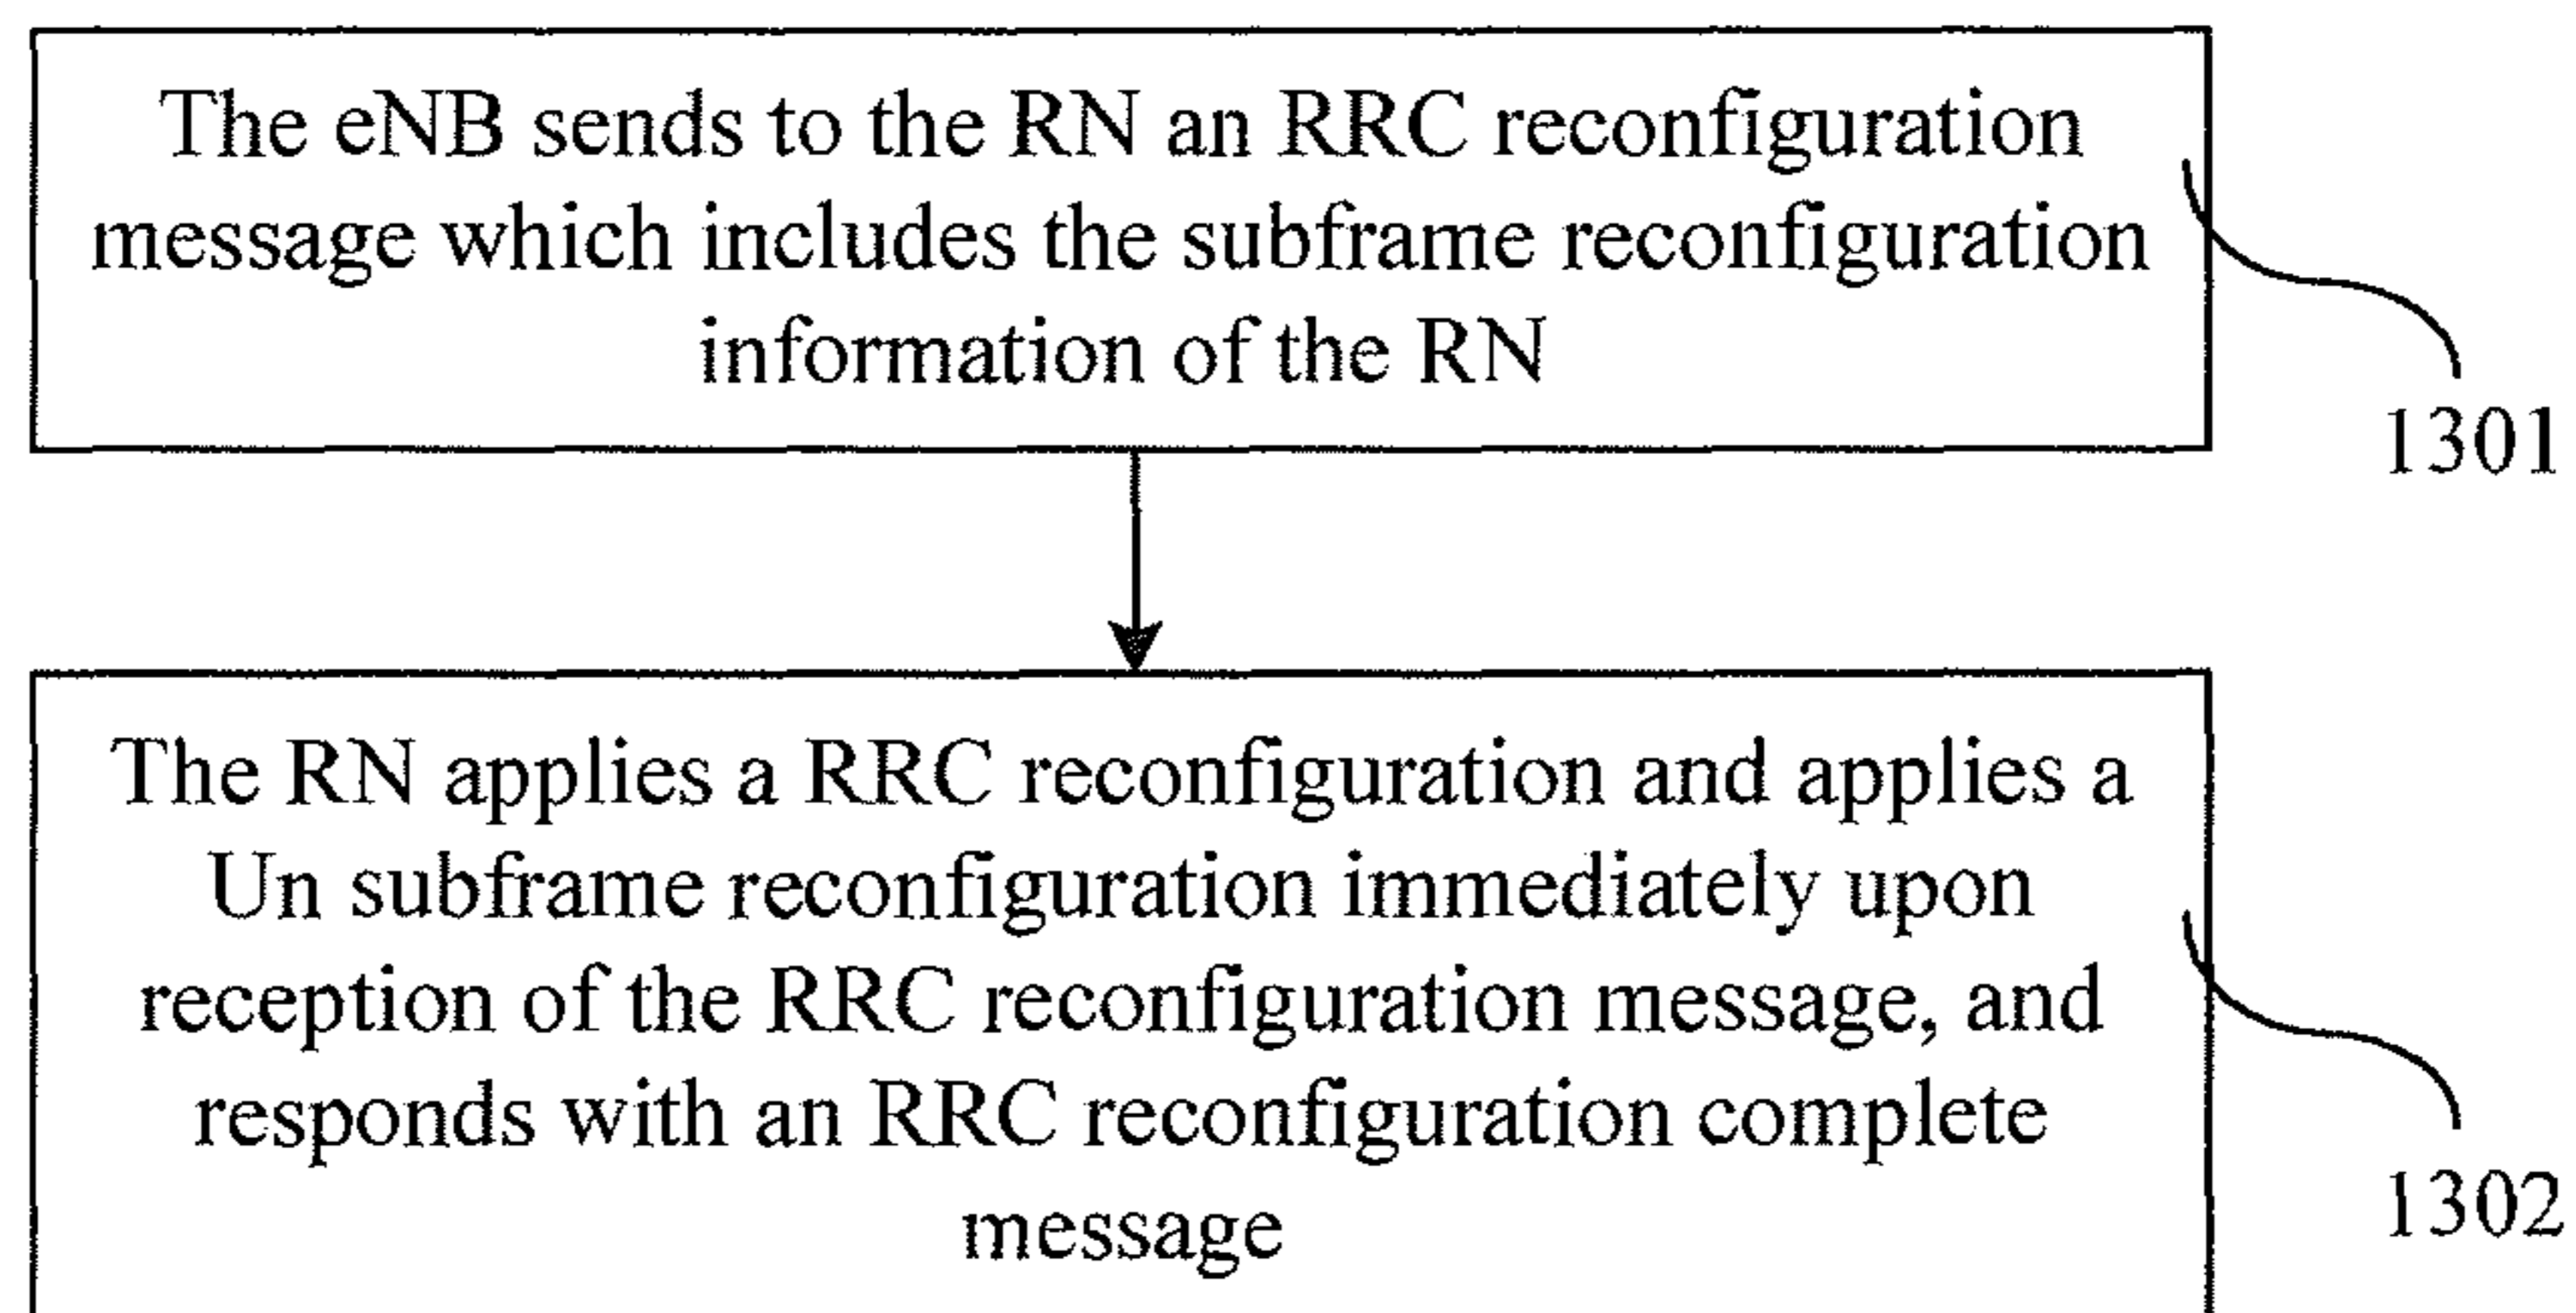 The eNB sends to the RN an RRC reconfiguration
message which includes the subframe reconfiguration
information of the RN
1301
The RN applies a RRC reconfiguration and applies a
Un subframe reconfiguration immediately upon
reception of the RRC reconfiguration message, and
responds with an RRC reconfiguration complete
message
1302